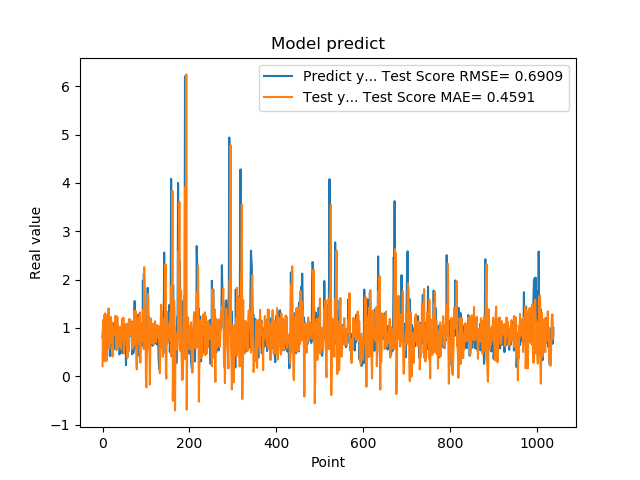 Model predict
Predict y... Test Score RMSE= 0.6909
Test y... Test Score MAE= 0.4591
Real value
6
5
4
3
2
1
0
−1
0 200 400 600 800 1000
Point